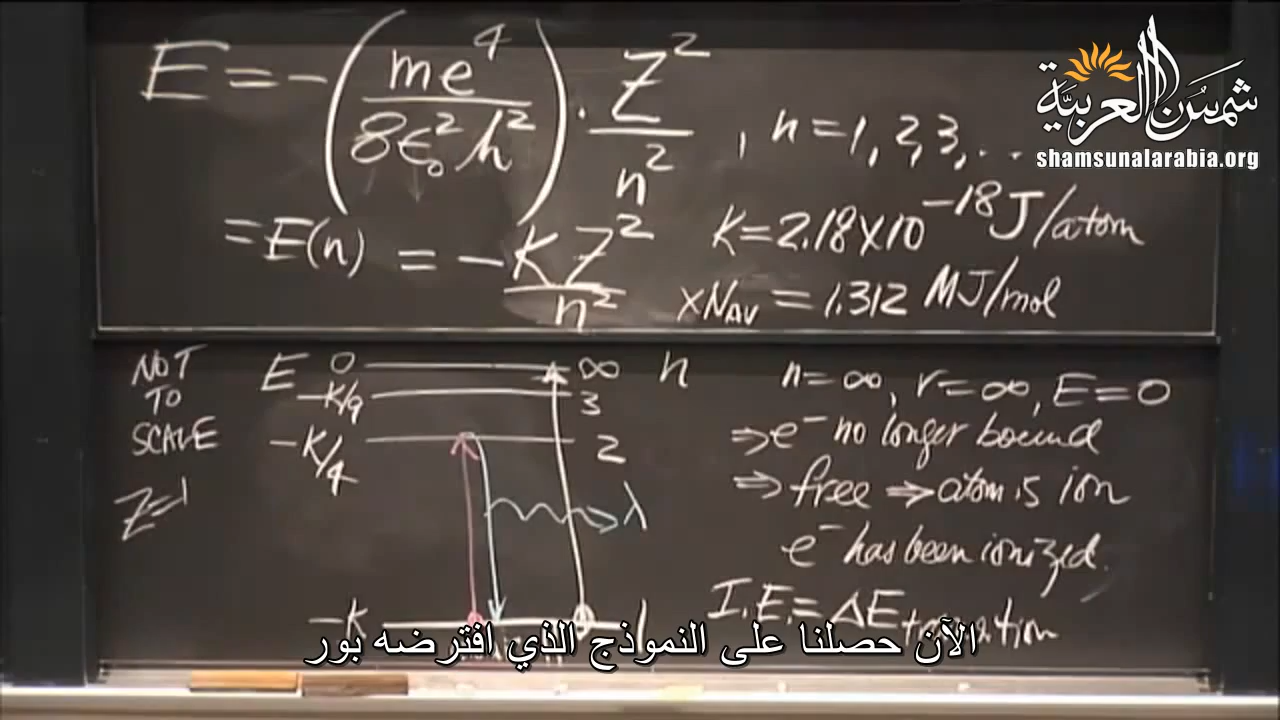 E = -(me⁴/8ε₀²h²) · Z²/n² , n = 1, 2, 3, ...
= E(n) = -KZ²/n²
K = 2.18×10⁻¹⁸ J/atom
×N_AV = 1.312 MJ/mol
شمسن العربية
shamsunalarabia.org
NOT
TO
SCALE
Z=1
E
0 ∞ n
-K/9 3
-K/4 2
λ
-K 1
n=∞, r=∞, E=0
⇒ e⁻ no longer bound
⇒ free ⇒ atom is ion
e⁻ has been ionized.
I.E. = ΔE
الآن حصلنا على النموذج الذي افترضه بور